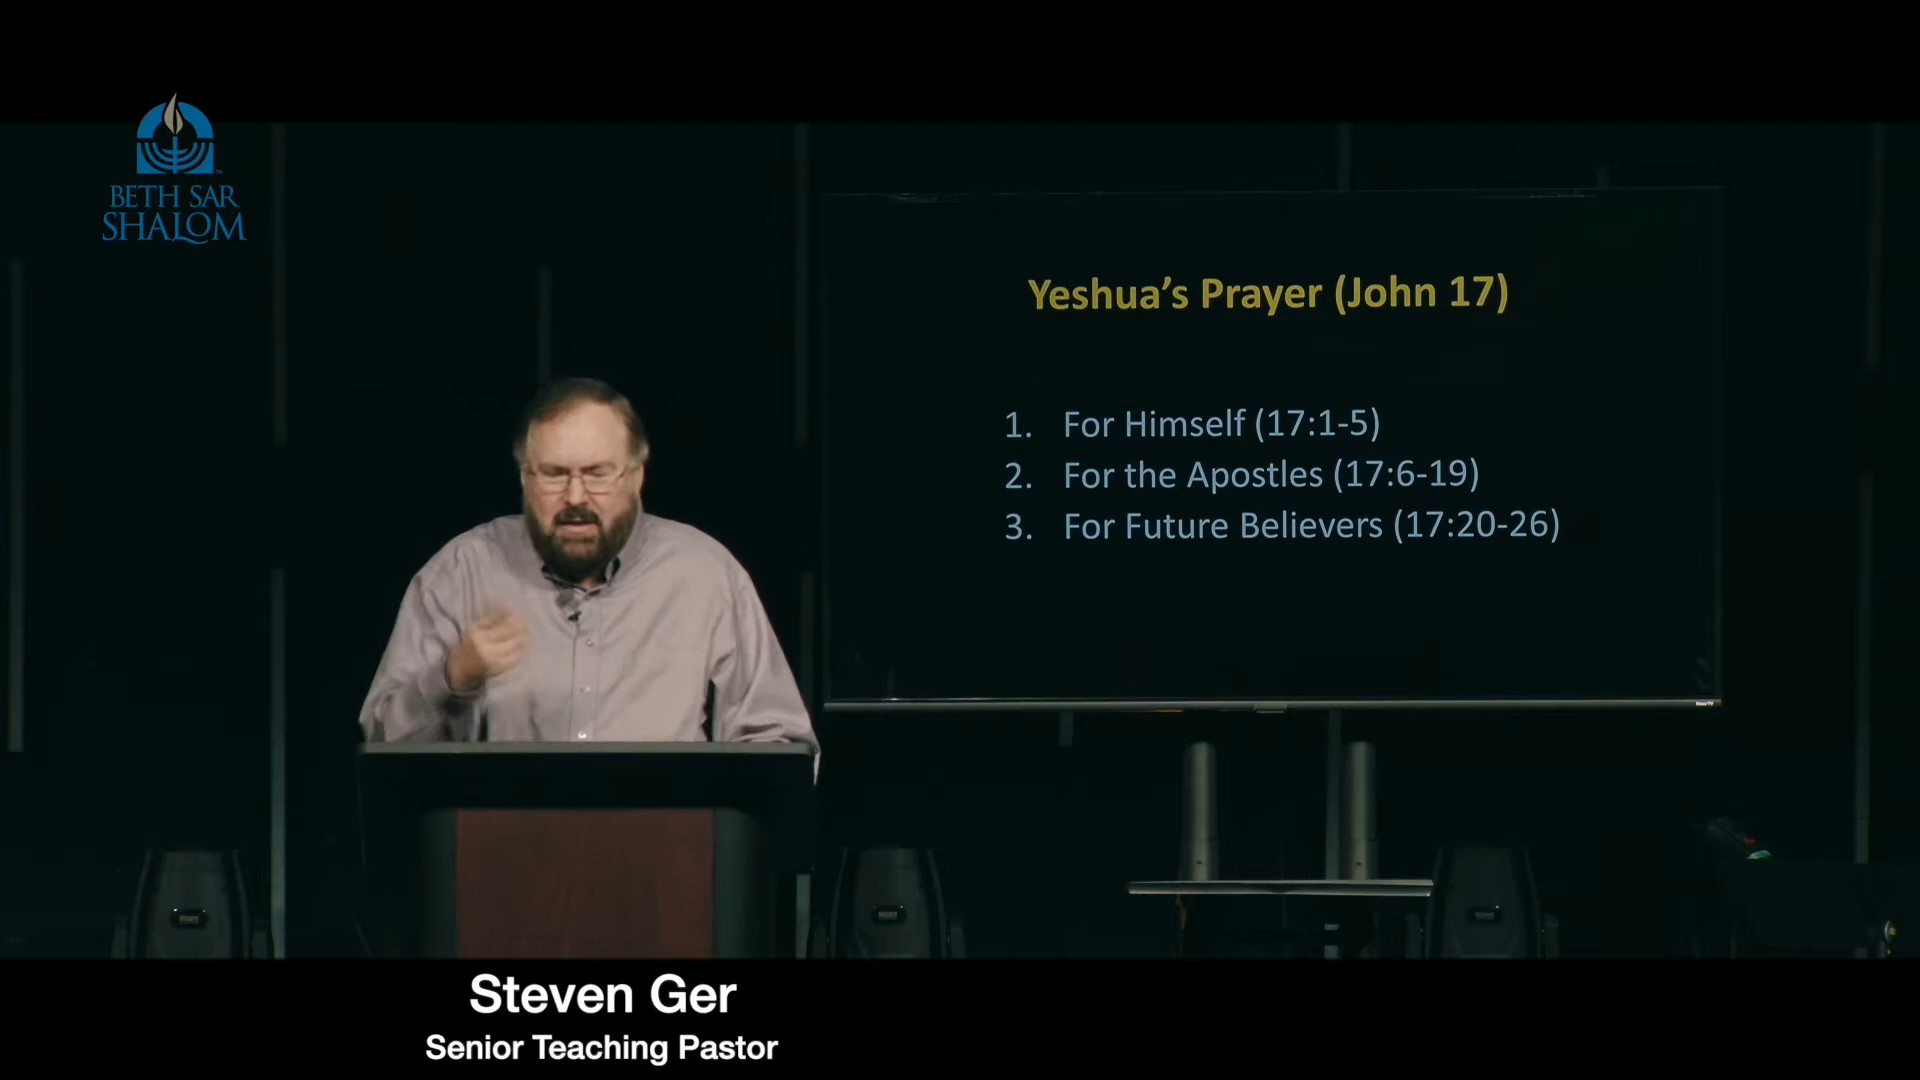 BETH SAR
SHALOM
Yeshua’s Prayer (John 17)
1. For Himself (17:1-5)
2. For the Apostles (17:6-19)
3. For Future Believers (17:20-26)
Steven Ger
Senior Teaching Pastor